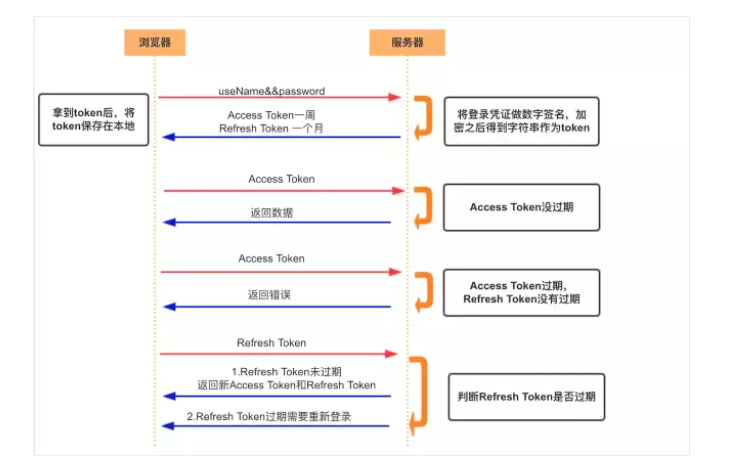 浏览器
服务器
useName&&password
拿到token后，将
token保存在本地
Access Token一周
Refresh Token 一个月
将登录凭证做数字签名，加
密之后得到字符串作为token
Access Token
返回数据
Access Token没过期
Access Token
返回错误
Access Token过期，
Refresh Token没有过期
Refresh Token
1.Refresh Token未过期
返回新Access Token和Refresh Token
判断Refresh Token是否过期
2.Refresh Token过期需要重新登录